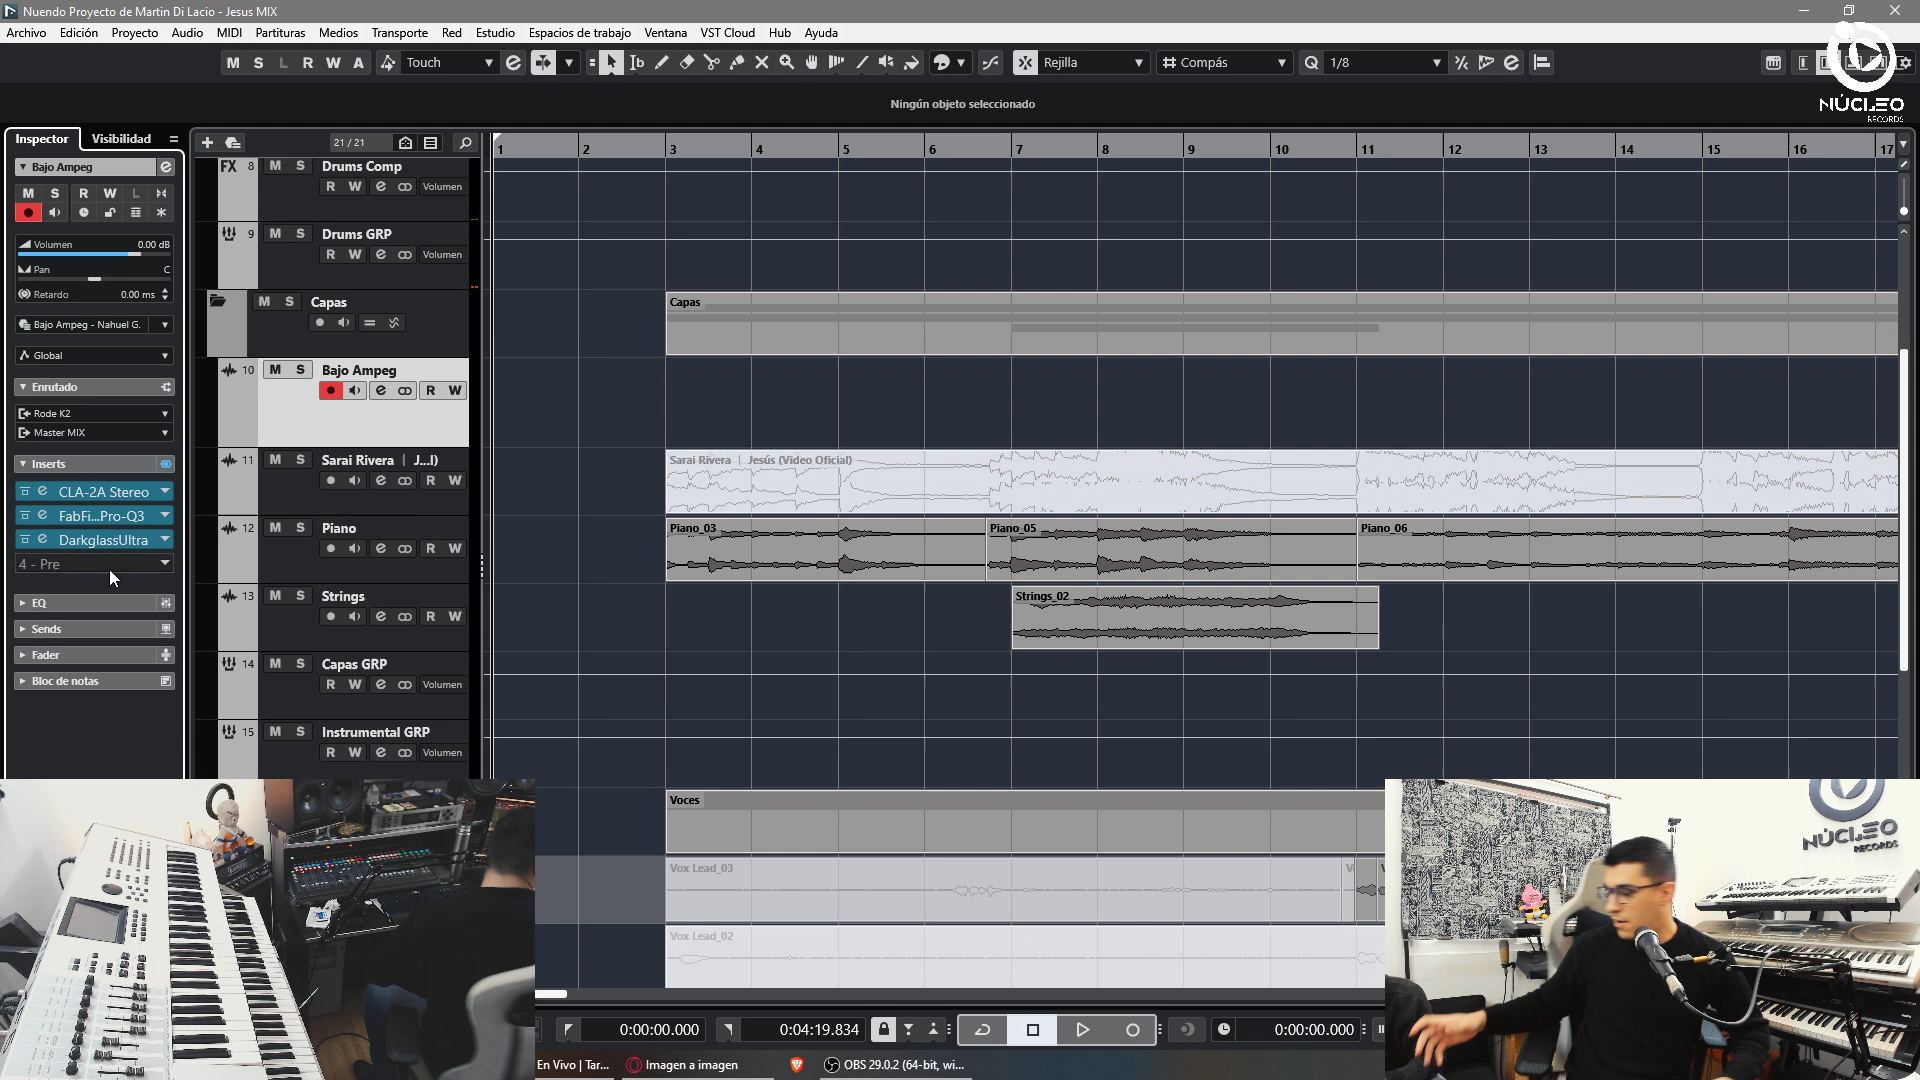 Nuendo Proyecto de Martin Di Lacio - Jesus MIX
Archivo Edición Proyecto Audio MIDI Partituras Medios Transporte Red Estudio Espacios de trabajo Ventana VST Cloud Hub Ayuda
M S L R W A Touch Rejilla Compás Q 1/8
NÚCLEO
RECORDS
Ningún objeto seleccionado
Inspector Visibilidad
21 / 21
1 2 3 4 5 6 7 8 9 10 11 12 13 14 15 16 17
Bajo Ampeg
M S R W L
Volumen 0.00 dB
Pan C
Retardo 0.00 ms
Bajo Ampeg - Nahuel G.
Global
Enrutado
Rode K2
Master MIX
Inserts
CLA-2A Stereo
FabFi...Pro-Q3
DarkglassUltra
4 - Pre
EQ
Sends
Fader
Bloc de notas
FX 8 M S Drums Comp
R W Volumen
9 M S Drums GRP
R W Volumen
M S Capas
10 M S Bajo Ampeg
R W
11 M S Sarai Rivera | J...l)
R W
12 M S Piano
R W
13 M S Strings
R W
14 M S Capas GRP
R W Volumen
15 M S Instrumental GRP
R W Volumen
Capas
Sarai Rivera | Jesús (Video Oficial)
Piano_03 Piano_05 Piano_06
Strings_02
Voces
Vox Lead_03
Vox Lead_02
NÚCLEO
RECORDS
0:00:00.000 0:04:19.834 0:00:00.000
En Vivo | Tar... Imagen a imagen OBS 29.0.2 (64-bit, wi...